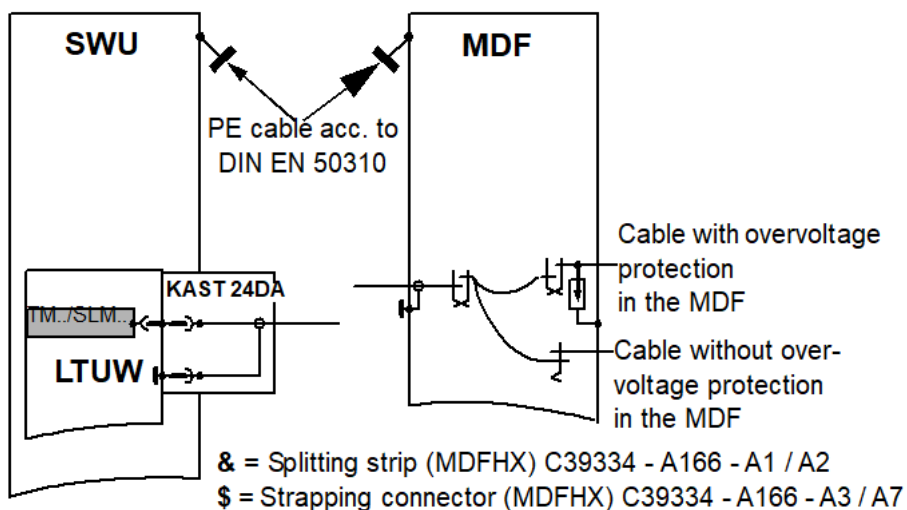 SWU
MDF
PE cable acc. to
DIN EN 50310
Cable with overvoltage
protection
in the MDF
KAST 24DA
TM../SLM...
LTUW
Cable without over-
voltage protection
in the MDF
& = Splitting strip (MDFHX) C39334 - A166 - A1 / A2
$ = Strapping connector (MDFHX) C39334 - A166 - A3 / A7